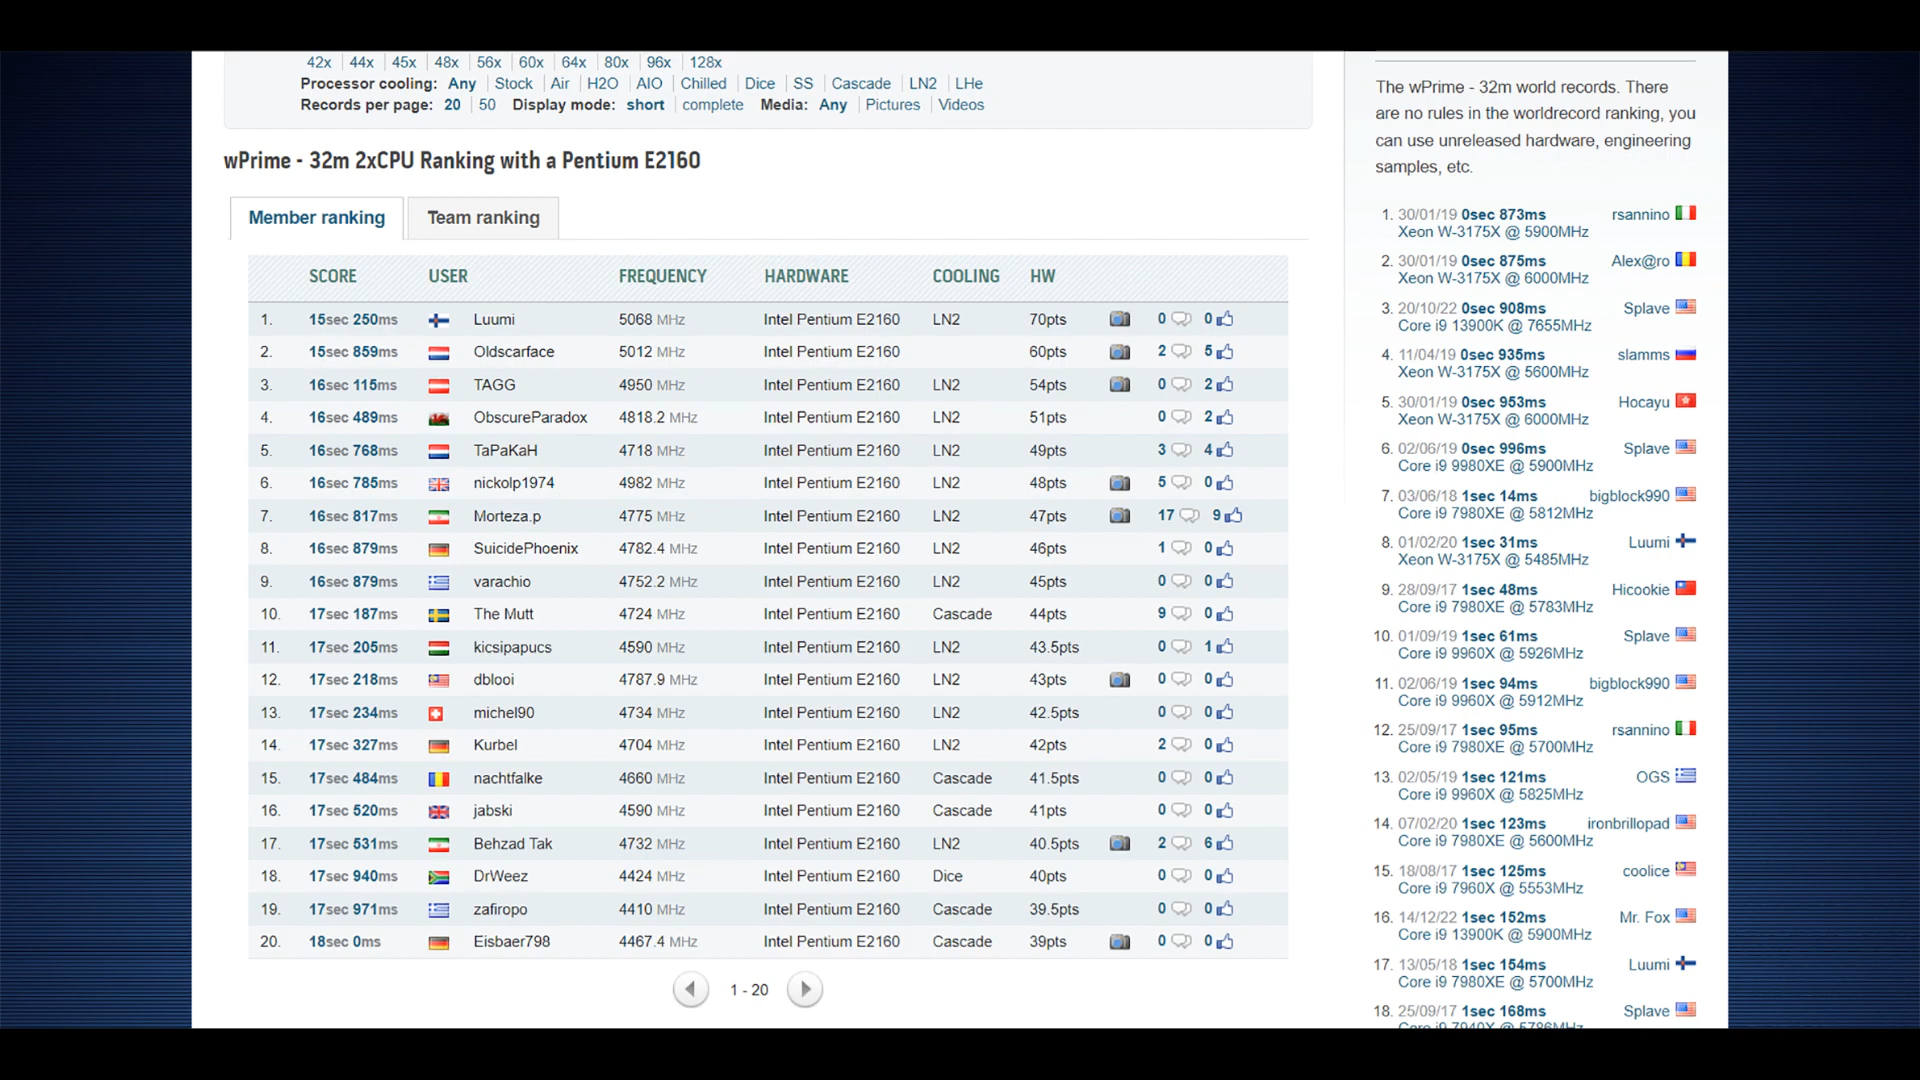 42x 44x 45x 48x 56x 60x 64x 80x 96x 128x
Processor cooling: Any Stock Air H2O AIO Chilled Dice SS Cascade LN2 LHe
Records per page: 20 50 Display mode: short complete Media: Any Pictures Videos
wPrime - 32m 2xCPU Ranking with a Pentium E2160
Member ranking Team ranking
SCORE USER FREQUENCY HARDWARE COOLING HW
1. 15sec 250ms Luumi 5068 MHz Intel Pentium E2160 LN2 70pts 0 0
2. 15sec 859ms Oldscarface 5012 MHz Intel Pentium E2160 60pts 2 5
3. 16sec 115ms TAGG 4950 MHz Intel Pentium E2160 LN2 54pts 0 2
4. 16sec 489ms ObscureParadox 4818.2 MHz Intel Pentium E2160 LN2 51pts 0 2
5. 16sec 768ms TaPaKaH 4718 MHz Intel Pentium E2160 LN2 49pts 3 4
6. 16sec 785ms nickolp1974 4982 MHz Intel Pentium E2160 LN2 48pts 5 0
7. 16sec 817ms Morteza.p 4775 MHz Intel Pentium E2160 LN2 47pts 17 9
8. 16sec 879ms SuicidePhoenix 4782.4 MHz Intel Pentium E2160 LN2 46pts 1 0
9. 16sec 879ms varachio 4752.2 MHz Intel Pentium E2160 LN2 45pts 0 0
10. 17sec 187ms The Mutt 4724 MHz Intel Pentium E2160 Cascade 44pts 9 0
11. 17sec 205ms kicsipapucs 4590 MHz Intel Pentium E2160 LN2 43.5pts 0 1
12. 17sec 218ms dblooi 4787.9 MHz Intel Pentium E2160 LN2 43pts 0 0
13. 17sec 234ms michel90 4734 MHz Intel Pentium E2160 LN2 42.5pts 0 0
14. 17sec 327ms Kurbel 4704 MHz Intel Pentium E2160 LN2 42pts 2 0
15. 17sec 484ms nachtfalke 4660 MHz Intel Pentium E2160 Cascade 41.5pts 0 0
16. 17sec 520ms jabski 4590 MHz Intel Pentium E2160 Cascade 41pts 0 0
17. 17sec 531ms Behzad Tak 4732 MHz Intel Pentium E2160 LN2 40.5pts 2 6
18. 17sec 940ms DrWeez 4424 MHz Intel Pentium E2160 Dice 40pts 0 0
19. 17sec 971ms zafiropo 4410 MHz Intel Pentium E2160 Cascade 39.5pts 0 0
20. 18sec 0ms Eisbaer798 4467.4 MHz Intel Pentium E2160 Cascade 39pts 0 0
1 - 20
The wPrime - 32m world records. There
are no rules in the worldrecord ranking, you
can use unreleased hardware, engineering
samples, etc.
1. 30/01/19 0sec 873ms rsannino
Xeon W-3175X @ 5900MHz
2. 30/01/19 0sec 875ms Alex@ro
Xeon W-3175X @ 6000MHz
3. 20/10/22 0sec 908ms Splave
Core i9 13900K @ 7655MHz
4. 11/04/19 0sec 935ms slamms
Xeon W-3175X @ 5600MHz
5. 30/01/19 0sec 953ms Hocayu
Xeon W-3175X @ 6000MHz
6. 02/06/19 0sec 996ms Splave
Core i9 9980XE @ 5900MHz
7. 03/06/18 1sec 14ms bigblock990
Core i9 7980XE @ 5812MHz
8. 01/02/20 1sec 31ms Luumi
Xeon W-3175X @ 5485MHz
9. 28/09/17 1sec 48ms Hicookie
Core i9 7980XE @ 5783MHz
10. 01/09/19 1sec 61ms Splave
Core i9 9960X @ 5926MHz
11. 02/06/19 1sec 94ms bigblock990
Core i9 9960X @ 5912MHz
12. 25/09/17 1sec 95ms rsannino
Core i9 7980XE @ 5700MHz
13. 02/05/19 1sec 121ms OGS
Core i9 9960X @ 5825MHz
14. 07/02/20 1sec 123ms ironbrillopad
Core i9 7980XE @ 5600MHz
15. 18/08/17 1sec 125ms coolice
Core i9 7960X @ 5553MHz
16. 14/12/22 1sec 152ms Mr. Fox
Core i9 13900K @ 5900MHz
17. 13/05/18 1sec 154ms Luumi
Core i9 7980XE @ 5700MHz
18. 25/09/17 1sec 168ms Splave
Core i9 7940X @ 5786MHz